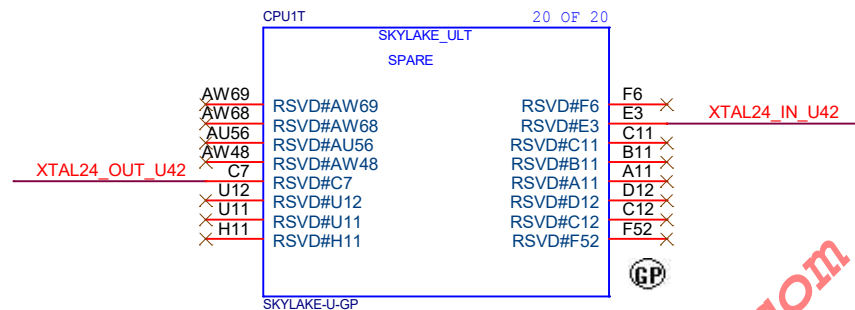 CPU1T 20 OF 20
SKYLAKE_ULT
SPARE
AW69 RSVD#AW69 RSVD#F6 F6
AW68 RSVD#AW68 RSVD#E3 E3 XTAL24_IN_U42
AU56 RSVD#AU56 RSVD#C11 C11
AW48 RSVD#AW48 RSVD#B11 B11
XTAL24_OUT_U42 C7 RSVD#C7 RSVD#A11 A11
U12 RSVD#U12 RSVD#D12 D12
U11 RSVD#U11 RSVD#C12 C12
H11 RSVD#H11 RSVD#F52 F52
GP
SKYLAKE-U-GP
om